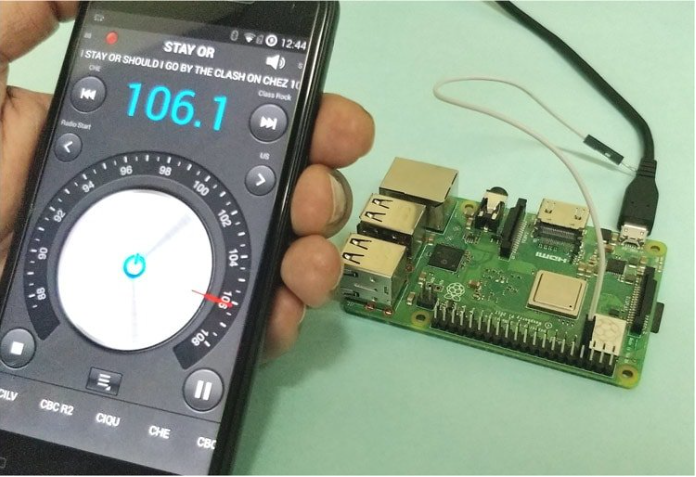 12:44
STAY OR
I STAY OR SHOULD I GO BY THE CLASH ON CHEZ 10
CHE
Class Rock
106.1
Radio Start
88
90
92
94
96
98
100
102
104
106
108
CILV
CBC R2
CIQU
CHE
CBC
HDMI